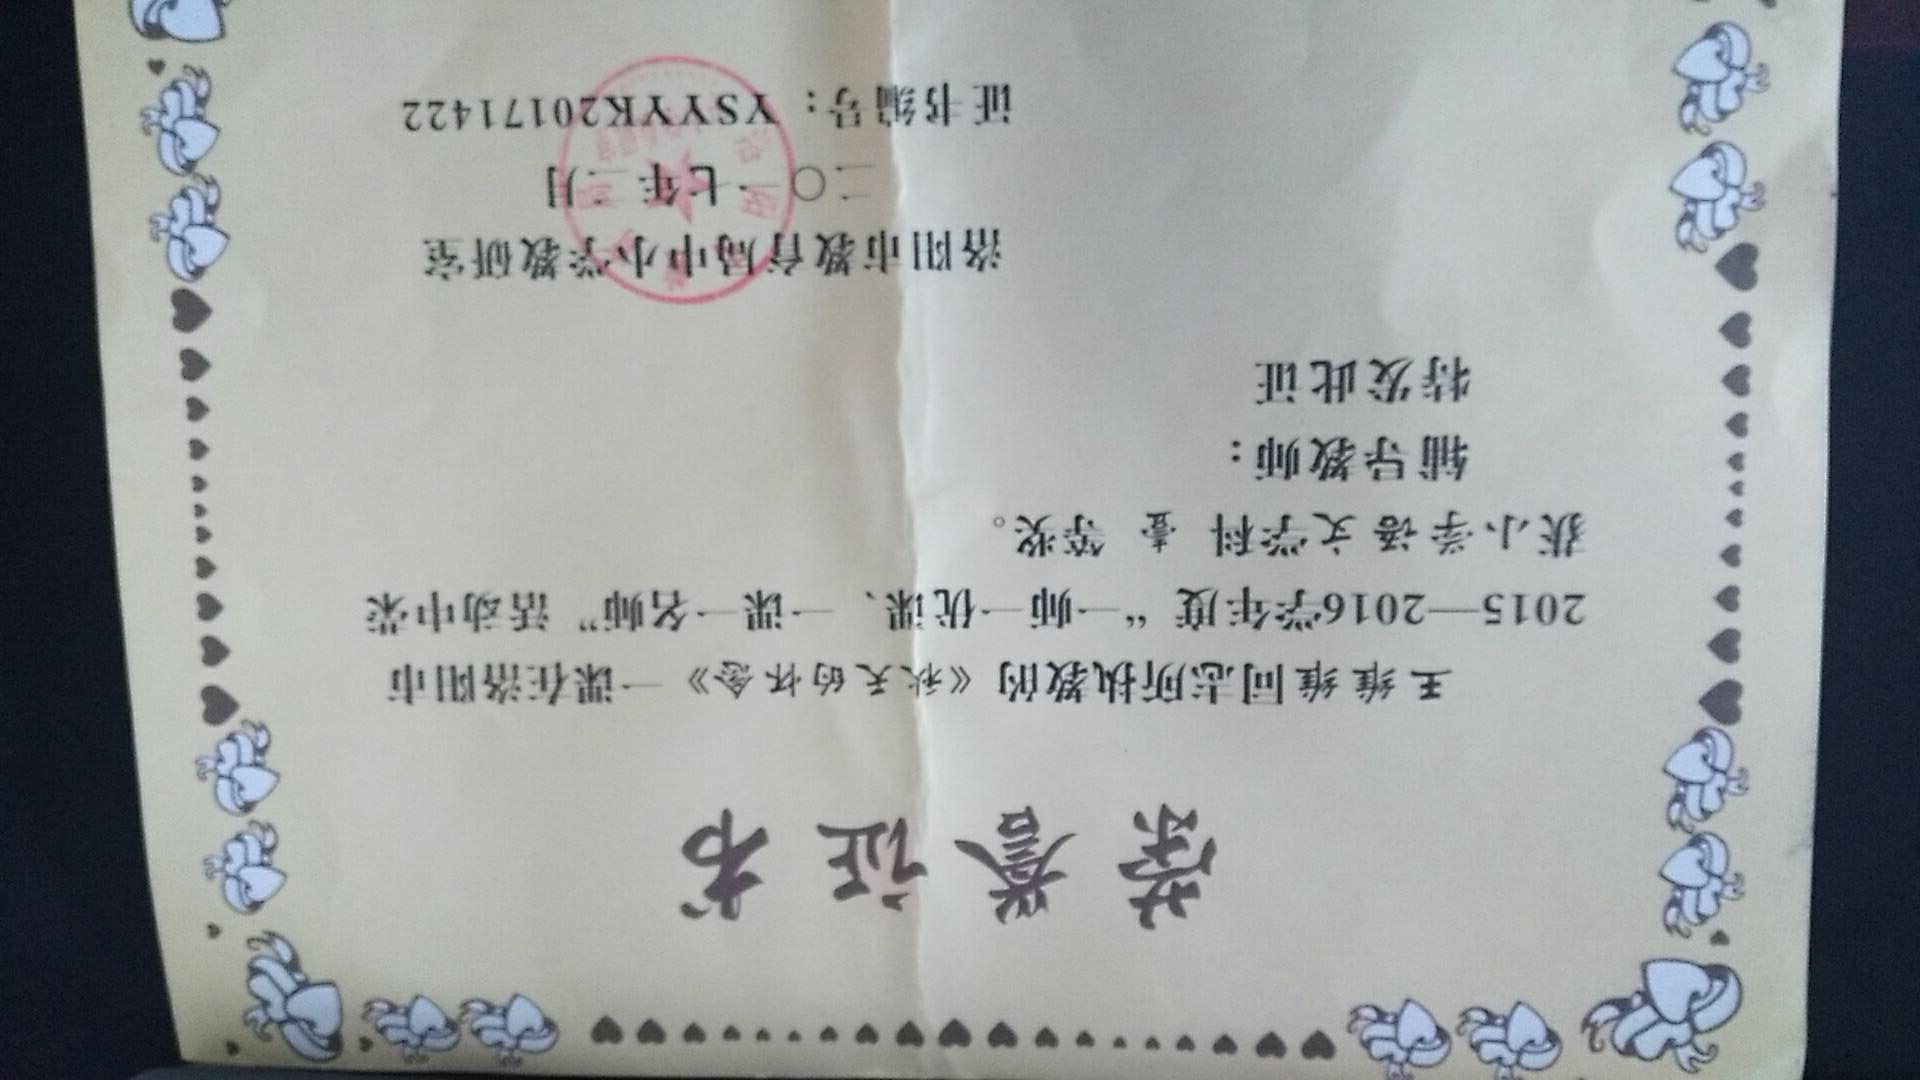 荣誉证书
王维维同志所执教的《秋天的怀念》一课在洛阳市
2015—2016学年度“一师一优课、一课一名师”活动中荣
获小学语文学科 壹 等奖。
辅导教师：
特发此证
洛阳市教育局中小学教研室
二〇一七年二月
证书编号：YSYYK20171422